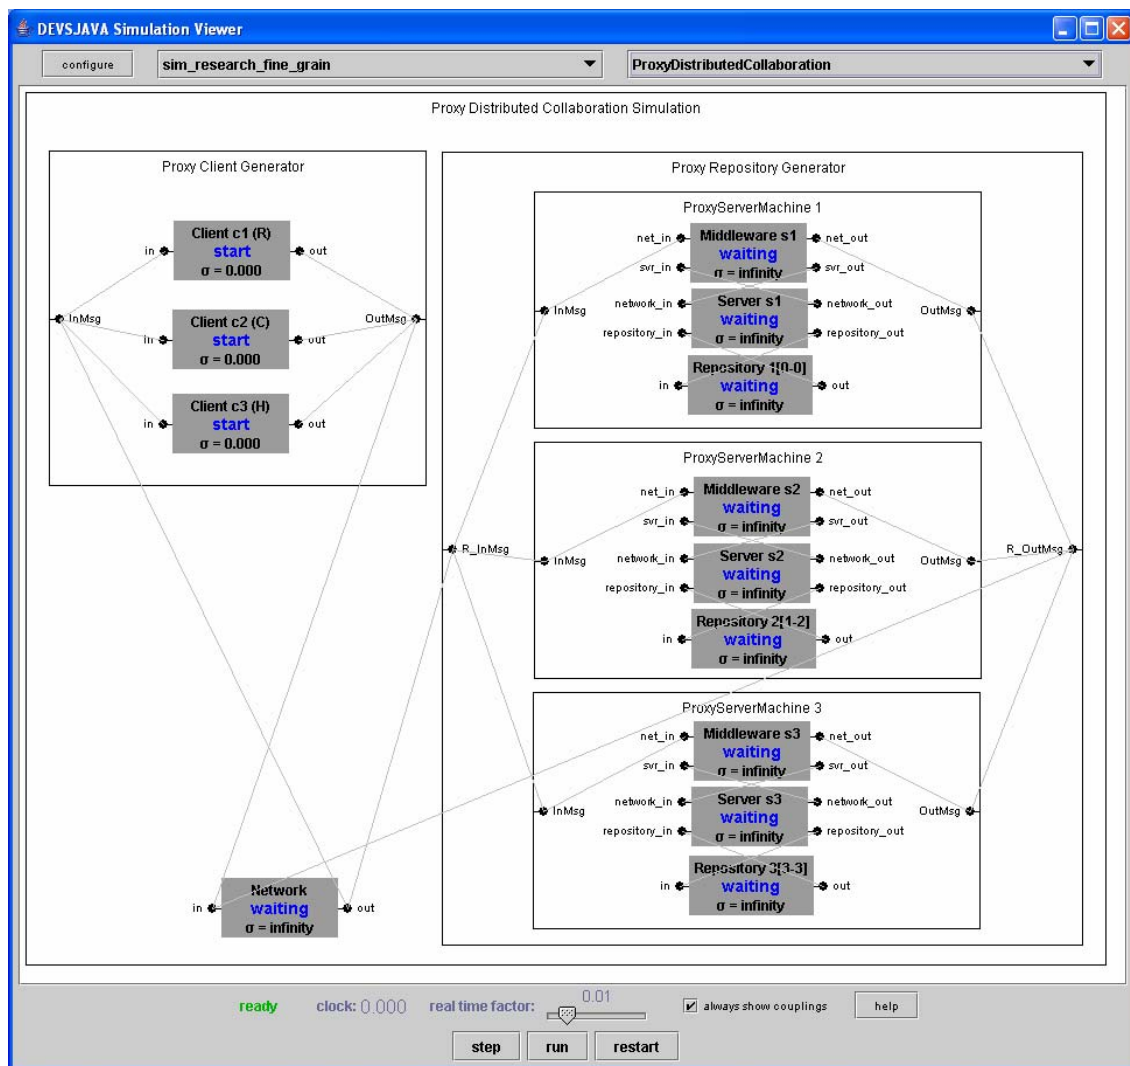 DEVSJAVA Simulation Viewer
configure
sim_research_fine_grain
ProxyDistributedCollaboration
Proxy Distributed Collaboration Simulation
Proxy Client Generator
Client c1 (R)
in
start
out
σ = 0.000
InMsg
OutMsg
Client c2 (C)
in
start
out
σ = 0.000
Client c3 (H)
in
start
out
σ = 0.000
Proxy Repository Generator
R_InMsg
R_OutMsg
ProxyServerMachine 1
net_in
Middleware s1
net_out
waiting
svr_in
svr_out
σ = infinity
InMsg
network_in
Server s1
network_out
OutMsg
waiting
repository_in
repository_out
σ = infinity
Repository 1[0-0]
in
waiting
out
σ = infinity
ProxyServerMachine 2
net_in
Middleware s2
net_out
waiting
svr_in
svr_out
σ = infinity
InMsg
network_in
Server s2
network_out
OutMsg
waiting
repository_in
repository_out
σ = infinity
Repository 2[1-2]
in
waiting
out
σ = infinity
ProxyServerMachine 3
net_in
Middleware s3
net_out
waiting
svr_in
svr_out
σ = infinity
InMsg
network_in
Server s3
network_out
OutMsg
waiting
repository_in
repository_out
σ = infinity
Repository 3[3-3]
in
waiting
out
σ = infinity
Network
in
waiting
out
σ = infinity
ready
clock: 0.000
real time factor:
0.01
always show couplings
help
step
run
restart